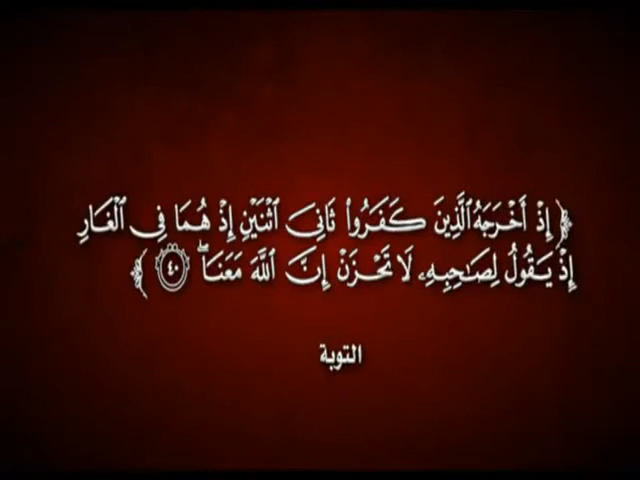 ﴿ إِذْ أَخْرَجَهُ ٱلَّذِينَ كَفَرُوا۟ ثَانِىَ ٱثْنَيْنِ إِذْ هُمَا فِى ٱلْغَارِ
إِذْ يَقُولُ لِصَـٰحِبِهِۦ لَا تَحْزَنْ إِنَّ ٱللَّهَ مَعَنَا ۖ ٤٠ ﴾
التوبة